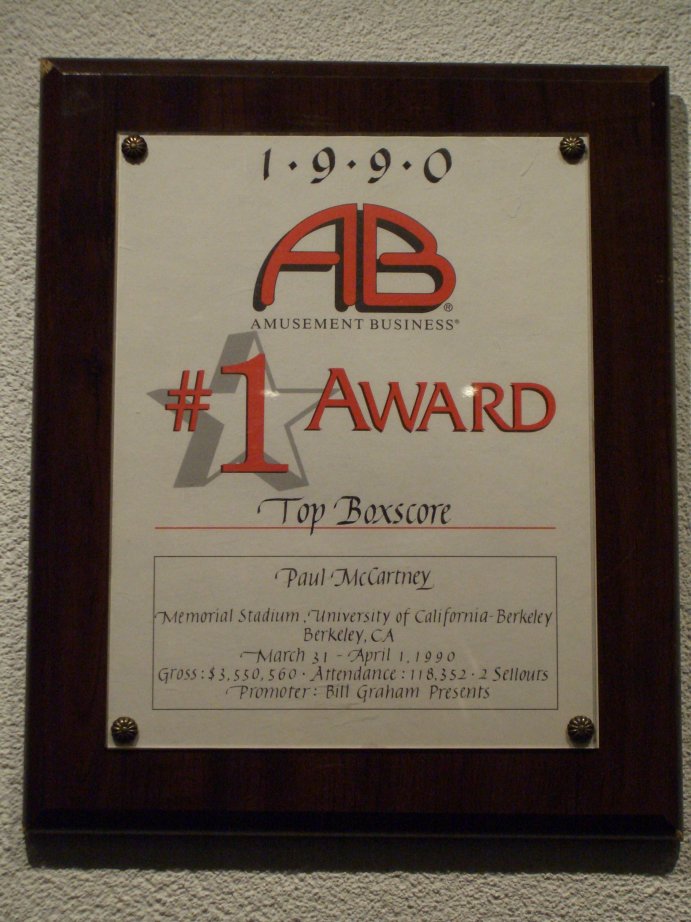 1·9·9·0
AB®
AMUSEMENT BUSINESS®
#1 AWARD
Top Boxscore
Paul McCartney
Memorial Stadium, University of California-Berkeley
Berkeley, CA
March 31 - April 1, 1990
Gross: $3,550,560 · Attendance: 118,352 · 2 Sellouts
Promoter: Bill Graham Presents